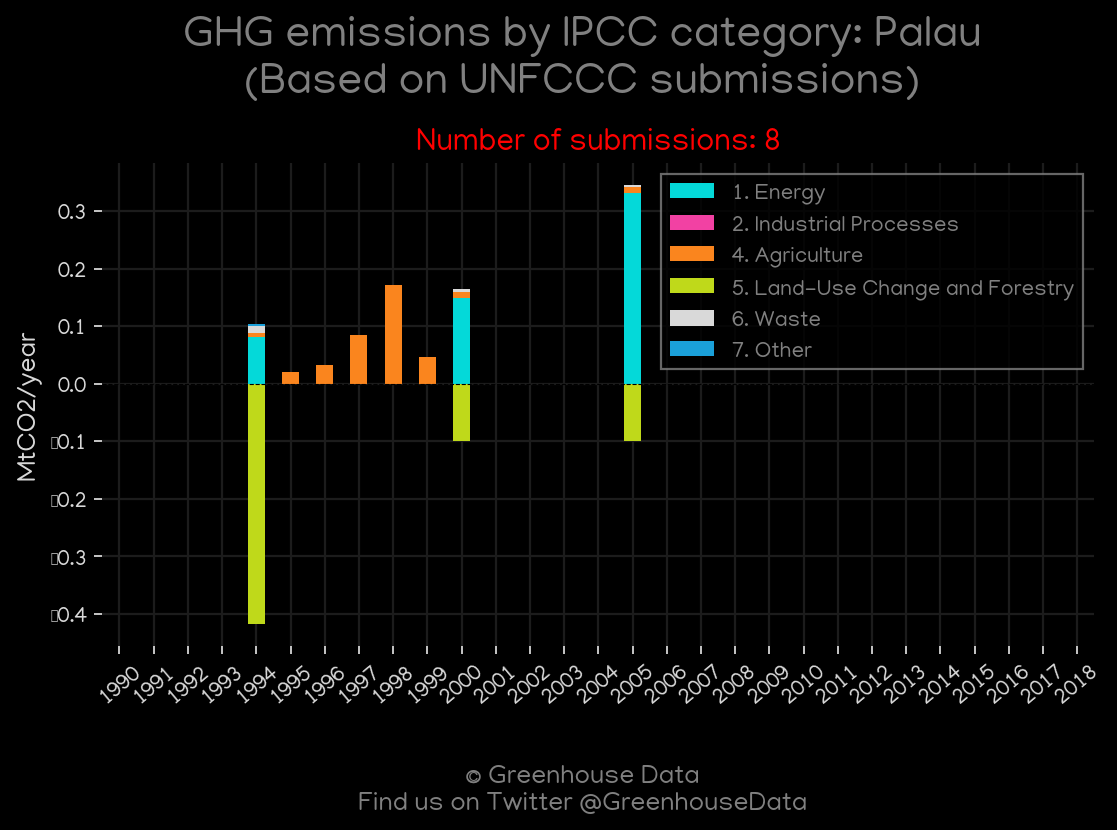 GHG emissions by IPCC category: Palau
(Based on UNFCCC submissions)
Number of submissions: 8
1. Energy
2. Industrial Processes
4. Agriculture
5. Land-Use Change and Forestry
6. Waste
7. Other
MtCO2/year
0.3
0.2
0.1
0.0
▯0.1
▯0.2
▯0.3
▯0.4
1990 1991 1992 1993 1994 1995 1996 1997 1998 1999 2000 2001 2002 2003 2004 2005 2006 2007 2008 2009 2010 2011 2012 2013 2014 2015 2016 2017 2018
© Greenhouse Data
Find us on Twitter @GreenhouseData